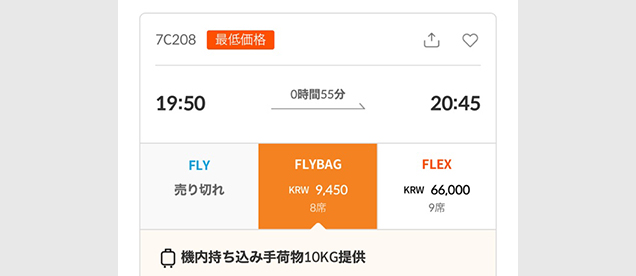 7C208 最低価格
0時間55分
19:50 20:45
FLY FLYBAG FLEX
売り切れ KRW 9,450 KRW 66,000
8席 9席
機内持ち込み手荷物10KG提供